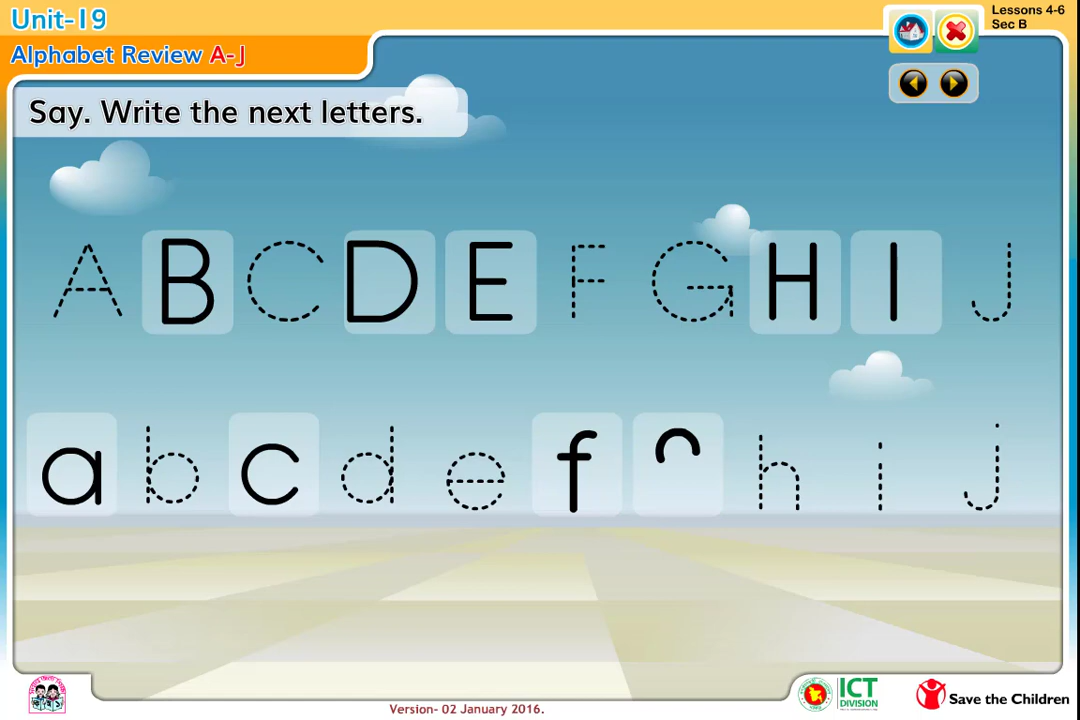 Unit-19
Lessons 4-6
Sec B
Alphabet Review A-J
Say. Write the next letters.
A B C D E F G H I J
a b c d e f h i j
ICT
DIVISION
Save the Children
Version- 02 January 2016.